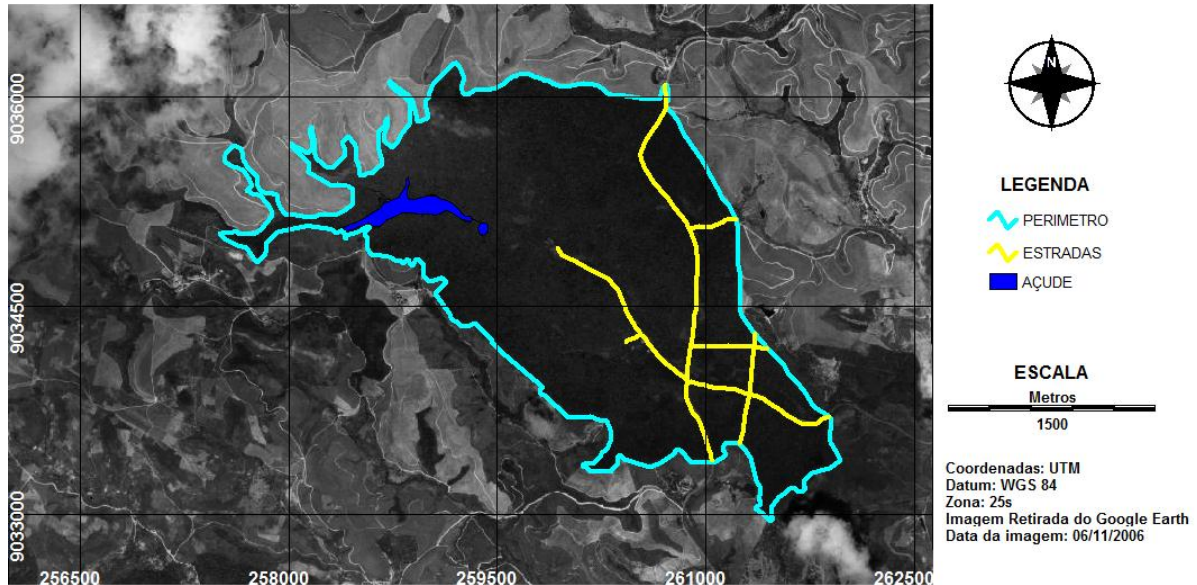 9036000
9034500
9033000
256500
258000
259500
261000
262500
N
LEGENDA
PERIMETRO
ESTRADAS
AÇUDE
ESCALA
Metros
1500
Coordenadas: UTM
Datum: WGS 84
Zona: 25s
Imagem Retirada do Google Earth
Data da imagem: 06/11/2006